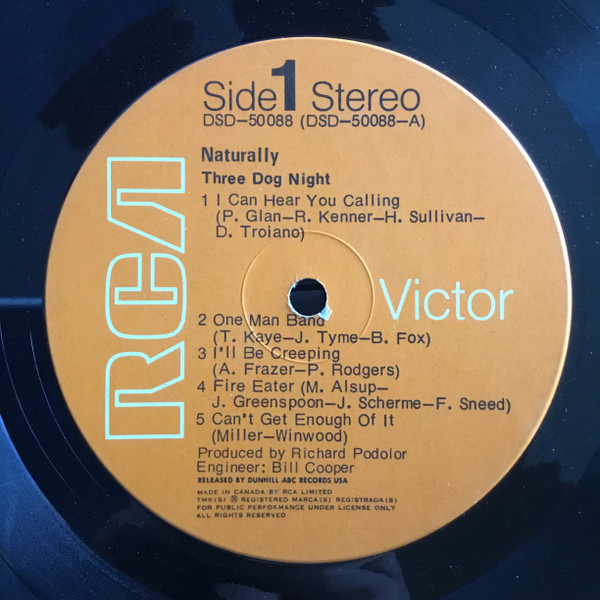 Side 1 Stereo
DSD-50088 (DSD-50088-A)
Naturally
Three Dog Night
1 I Can Hear You Calling
(P. Glan-R. Kenner-H. Sullivan-
D. Troiano)
RCA
Victor
2 One Man Band
(T. Kaye-J. Tyme-B. Fox)
3 I'll Be Creeping
(A. Frazer-P. Rodgers)
4 Fire Eater (M. Alsup-
J. Greenspoon-J. Scherme-F. Sneed)
5 Can't Get Enough Of It
(Miller-Winwood)
Produced by Richard Podolor
Engineer: Bill Cooper
RELEASED BY DUNHILL ABC RECORDS USA
MADE IN CANADA BY RCA LIMITED
TMK(S) ® REGISTERED MARCA(S) REGISTRADA(S)
FOR PUBLIC PERFORMANCE UNDER LICENSE ONLY
ALL RIGHTS RESERVED